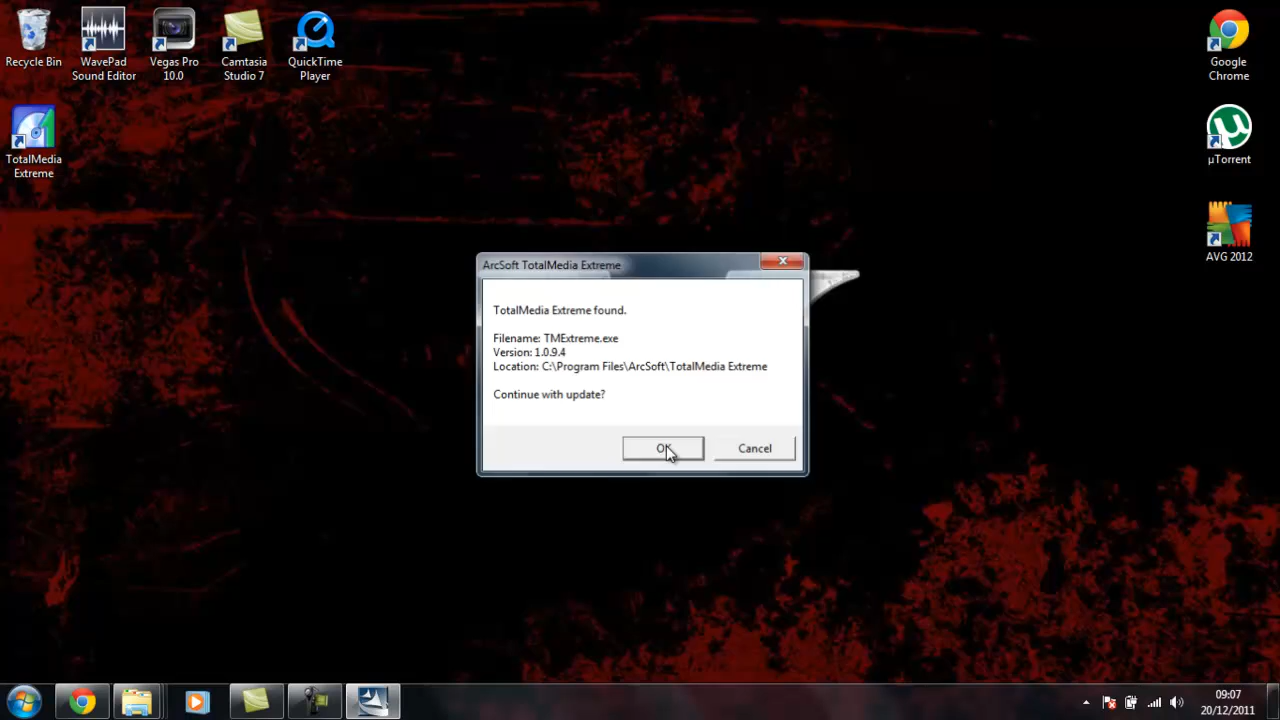 Recycle Bin
WavePad
Sound Editor
Vegas Pro
10.0
Camtasia
Studio 7
QuickTime
Player
Google
Chrome
TotalMedia
Extreme
µTorrent
AVG 2012
ArcSoft TotalMedia Extreme
TotalMedia Extreme found.
Filename: TMExtreme.exe
Version: 1.0.9.4
Location: C:\Program Files\ArcSoft\TotalMedia Extreme
Continue with update?
OK
Cancel
09:07
20/12/2011